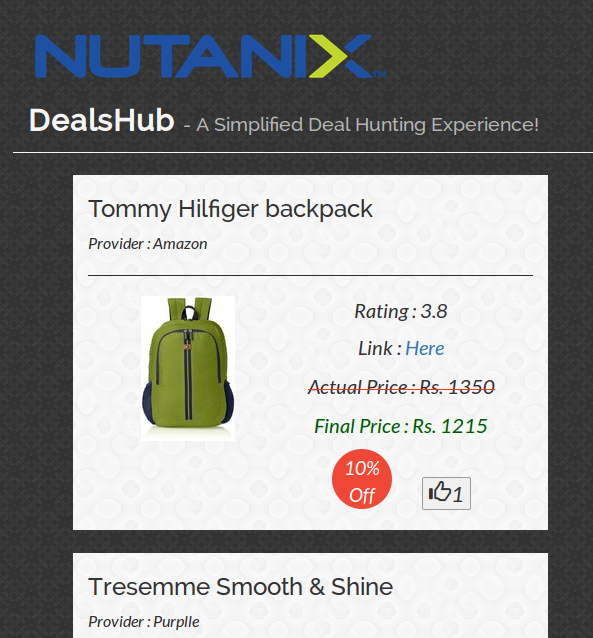 NUTANIX™
DealsHub - A Simplified Deal Hunting Experience!
Tommy Hilfiger backpack
Provider : Amazon
Rating : 3.8
Link : Here
Actual Price : Rs. 1350
Final Price : Rs. 1215
10%
Off
1
Tresemme Smooth & Shine
Provider : Purplle